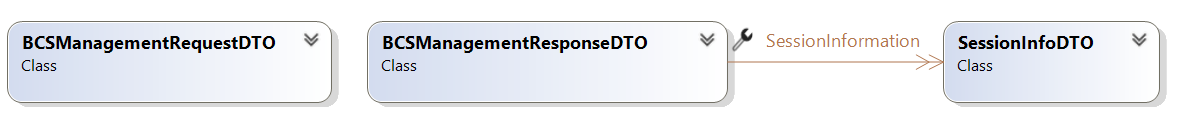 BCSManagementRequestDTO
Class
BCSManagementResponseDTO
Class
SessionInformation
SessionInfoDTO
Class